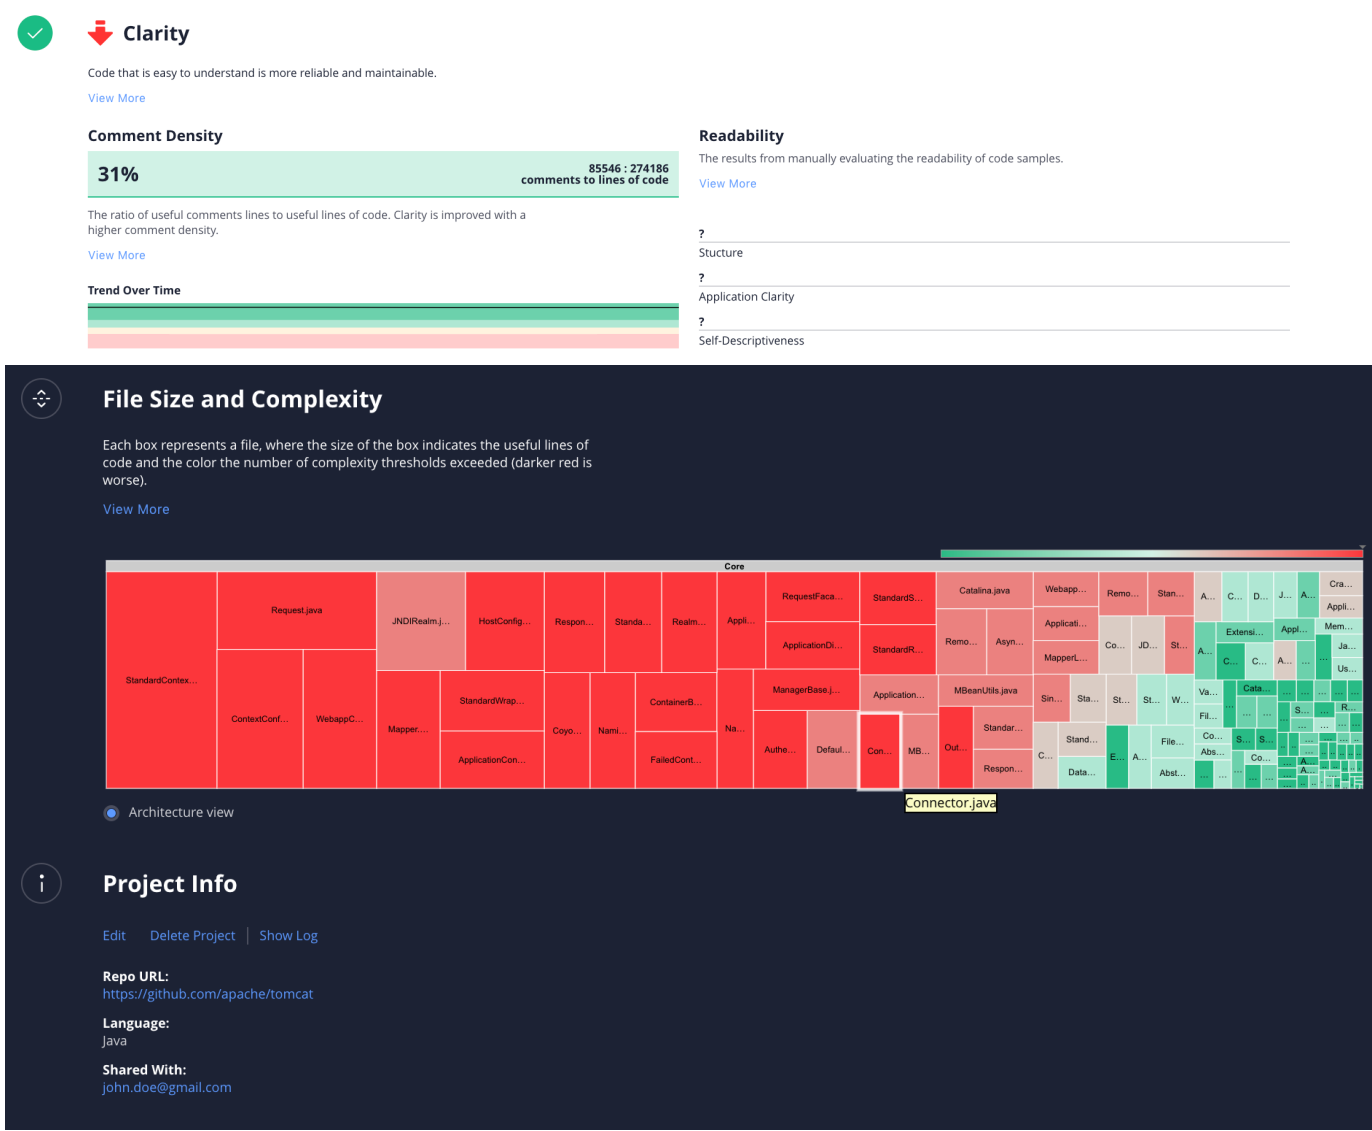 Clarity
Code that is easy to understand is more reliable and maintainable.
View More
Comment Density
31%
85546 : 274186
comments to lines of code
The ratio of useful comments lines to useful lines of code. Clarity is improved with a
higher comment density.
View More
Trend Over Time
Readability
The results from manually evaluating the readability of code samples.
View More
?
Stucture
?
Application Clarity
?
Self-Descriptiveness
File Size and Complexity
Each box represents a file, where the size of the box indicates the useful lines of
code and the color the number of complexity thresholds exceeded (darker red is
worse).
View More
Core
StandardContex...
Request.java
ContextConf...
WebappC...
JNDIRealm.j...
HostConfig...
Mapper....
StandardWrap...
ApplicationCon...
Respon...
Standa...
Realm...
Coyo...
Nami...
ContainerB...
FailedCont...
Appli...
RequestFaca...
ApplicationDi...
Na...
ManagerBase.j...
Authe...
Defaul...
StandardS...
StandardR...
Application...
Con...
MB...
Catalina.java
Remo...
Asyn...
MBeanUtils.java
Out...
Standar...
Respon...
Webapp...
Applicati...
MapperL...
Remo...
Stan...
Co...
JD...
St...
Sin...
Sta...
St...
St...
W...
C...
Stand...
Data...
E...
A...
File...
Abst...
A...
C...
D...
J...
A...
Cra...
Appli...
A...
Extensi...
Appl...
Mem...
C...
C...
A...
...
Ja...
Us...
Va...
Fil...
Cata...
S...
R...
Co...
Abs...
S...
S...
Co...
A...
A...
Connector.java
Architecture view
Project Info
Edit
Delete Project
Show Log
Repo URL:
https://github.com/apache/tomcat
Language:
Java
Shared With:
john.doe@gmail.com